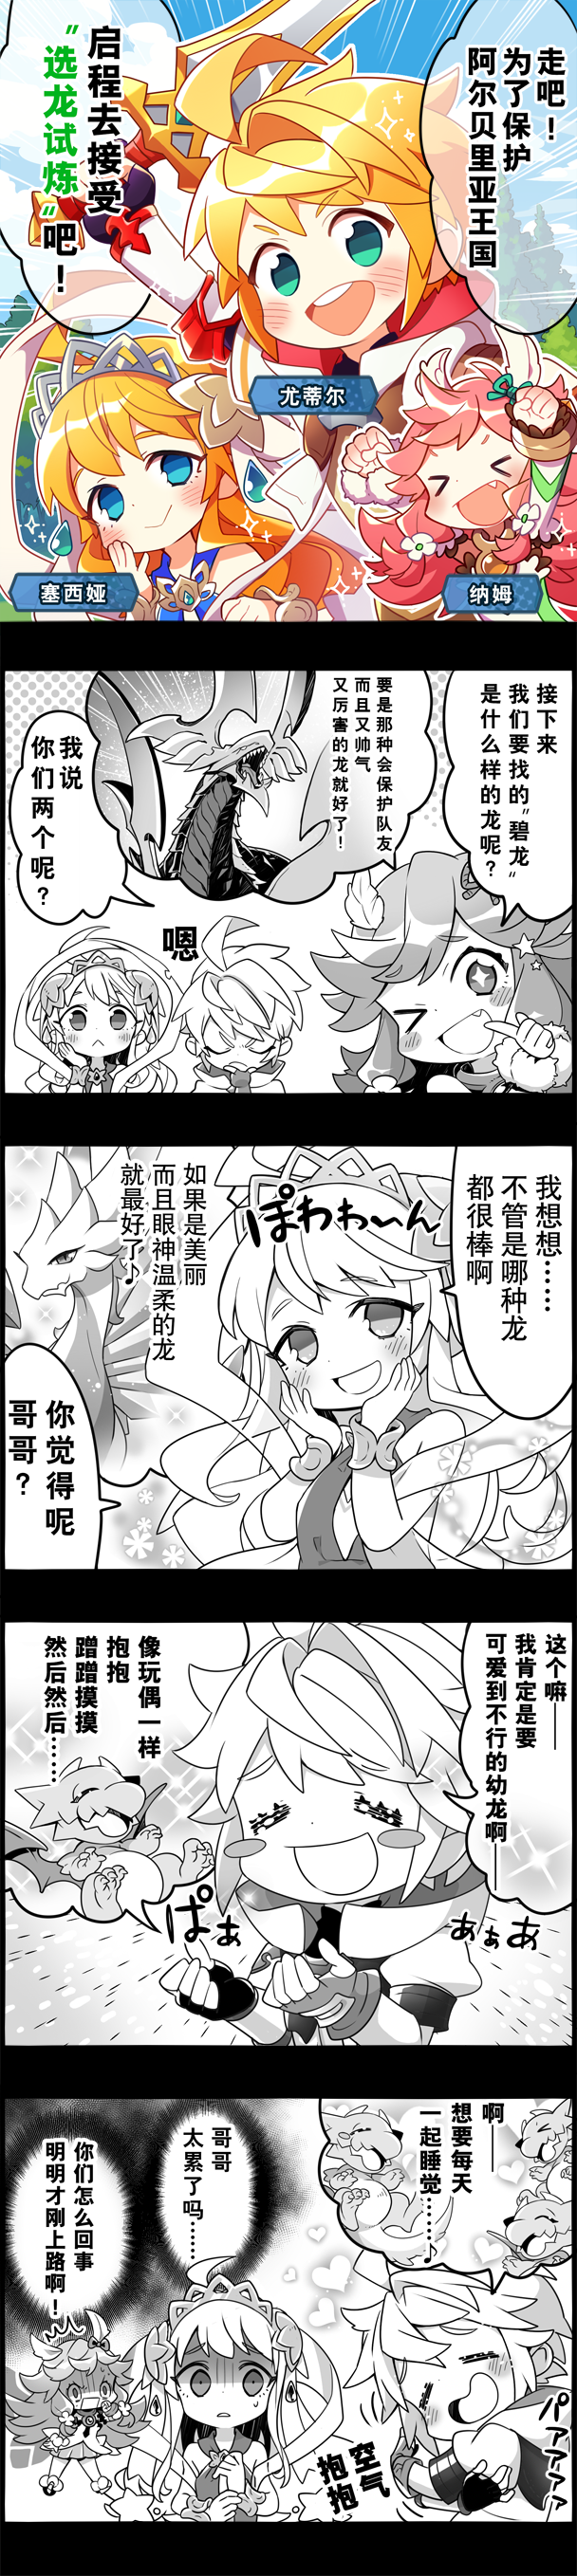 走吧！
为了保护
阿尔贝里亚王国
启程去接受
“选龙试炼”吧！
尤蒂尔
塞西娅
纳姆
接下来
我们要找的“碧龙”
是什么样的龙呢？
要是那种会保护队友
而且又帅气
又厉害的龙就好了！
我说
你们两个呢？
嗯
我想想……
不管是哪种龙
都很棒啊
ぽわわ〜ん
如果是美丽
而且眼神温柔的龙
就最好了♪
你觉得呢
哥哥？
这个嘛——
我肯定是要
可爱到不行的幼龙啊——
像玩偶一样
抱抱
蹭蹭摸摸
然后然后……
ぱぁ
あぁあ
啊——
想要每天
一起睡觉……♪
哥哥
太累了吗……
你们怎么回事
明明才刚上路啊！
パアアアア
空气
抱抱